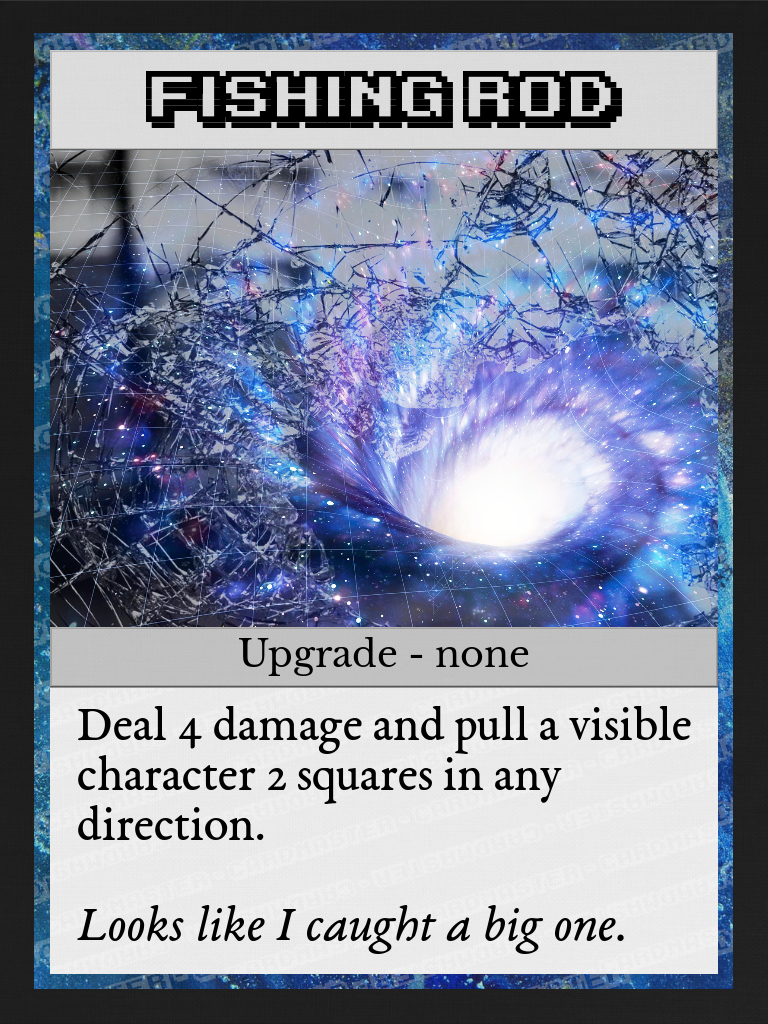 FISHING ROD
Upgrade - none
Deal 4 damage and pull a visible
character 2 squares in any
direction.
Looks like I caught a big one.